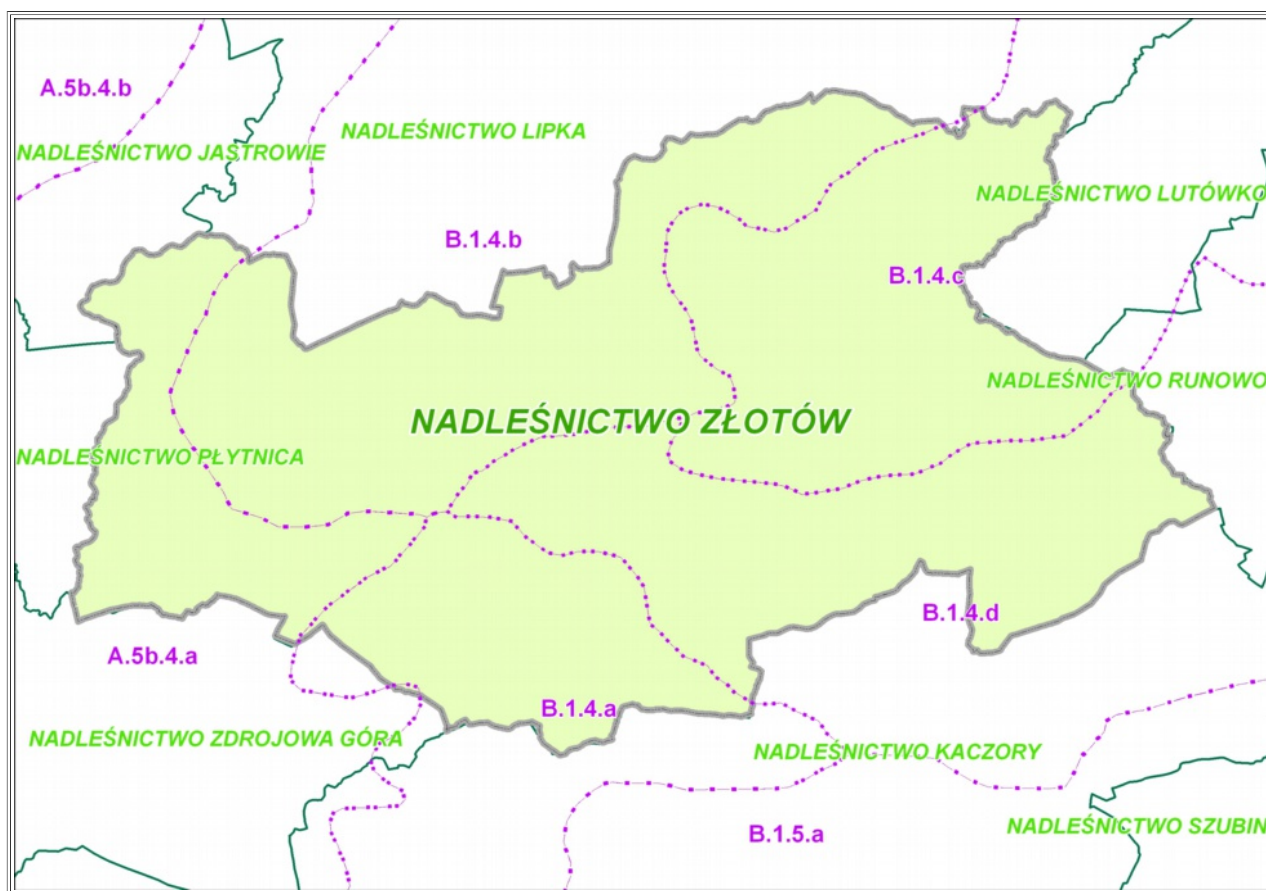 A.5b.4.b
NADLEŚNICTWO LIPKA
NADLEŚNICTWO JASTROWIE
NADLEŚNICTWO LUTÓWKO
B.1.4.b
B.1.4.c
NADLEŚNICTWO RUNOWO
NADLEŚNICTWO ZŁOTÓW
NADLEŚNICTWO PŁYTNICA
B.1.4.d
A.5b.4.a
B.1.4.a
NADLEŚNICTWO ZDROJOWA GÓRA
NADLEŚNICTWO KACZORY
NADLEŚNICTWO SZUBIN
B.1.5.a